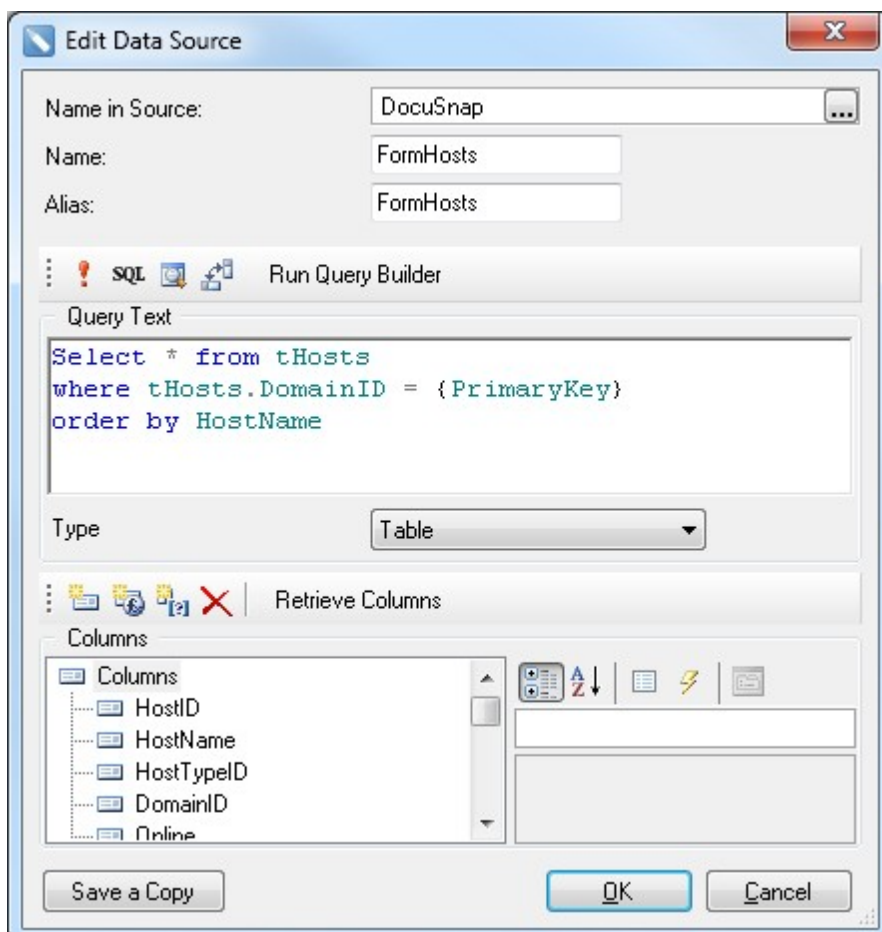 Edit Data Source
Name in Source: DocuSnap ...
Name: FormHosts
Alias: FormHosts
SQL Run Query Builder
Query Text
Select * from tHosts
where tHosts.DomainID = {PrimaryKey}
order by HostName
Type Table
Retrieve Columns
Columns
Columns
HostID
HostName
HostTypeID
DomainID
Online
Save a Copy OK Cancel